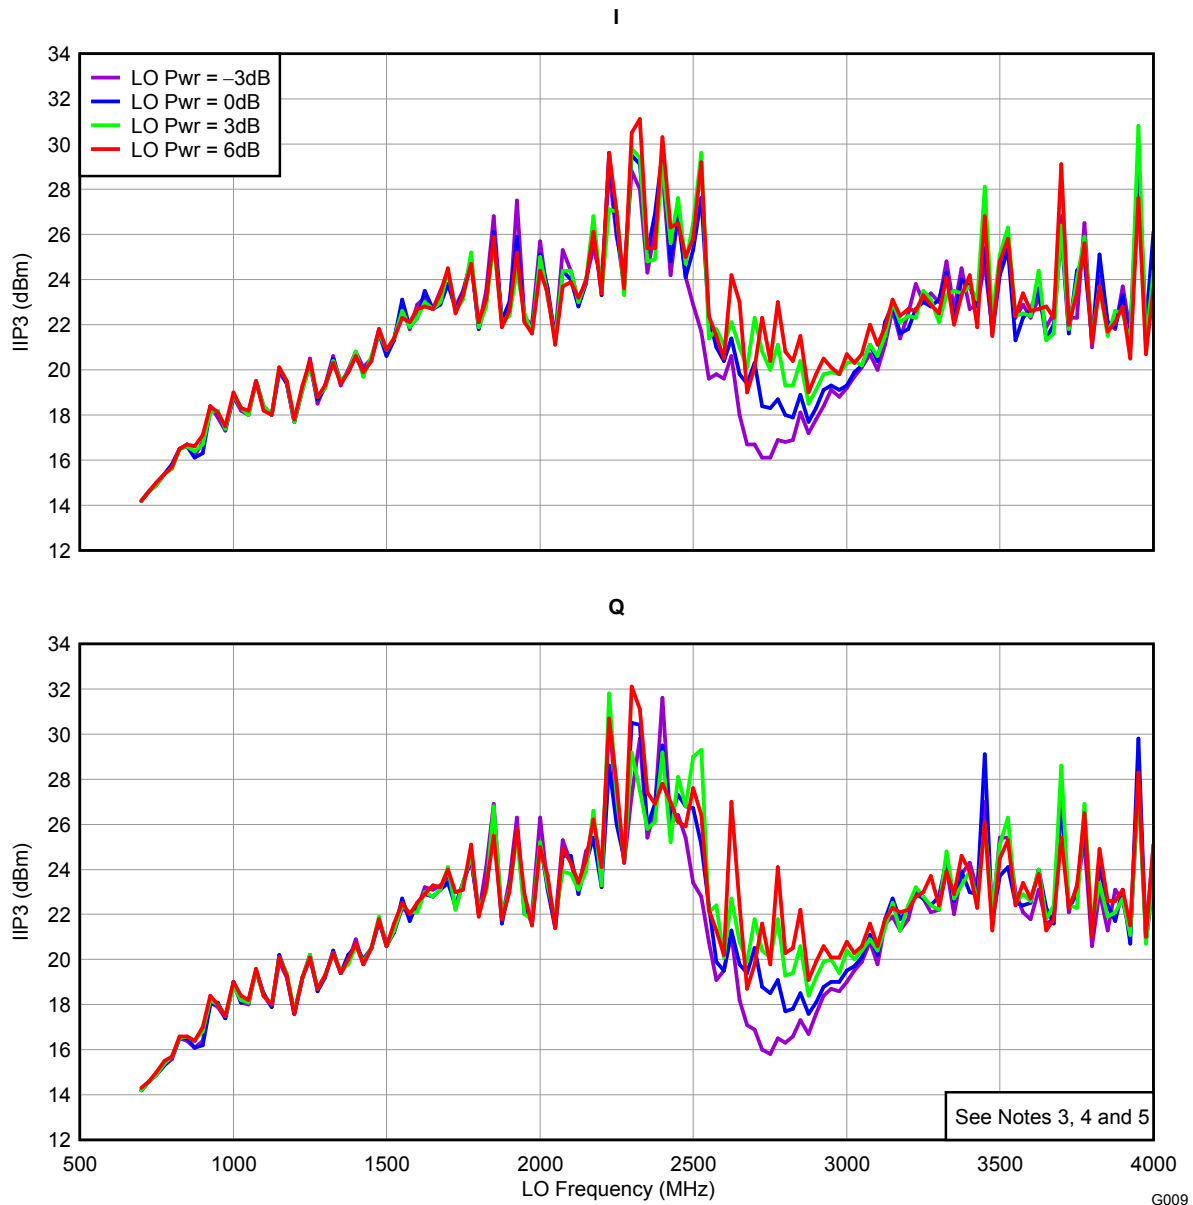 I
34
32
30
28
26
24
22
20
18
16
14
12
IIP3 (dBm)
LO Pwr = –3dB
LO Pwr = 0dB
LO Pwr = 3dB
LO Pwr = 6dB
Q
34
32
30
28
26
24
22
20
18
16
14
12
IIP3 (dBm)
See Notes 3, 4 and 5
500 1000 1500 2000 2500 3000 3500 4000
LO Frequency (MHz)
G009